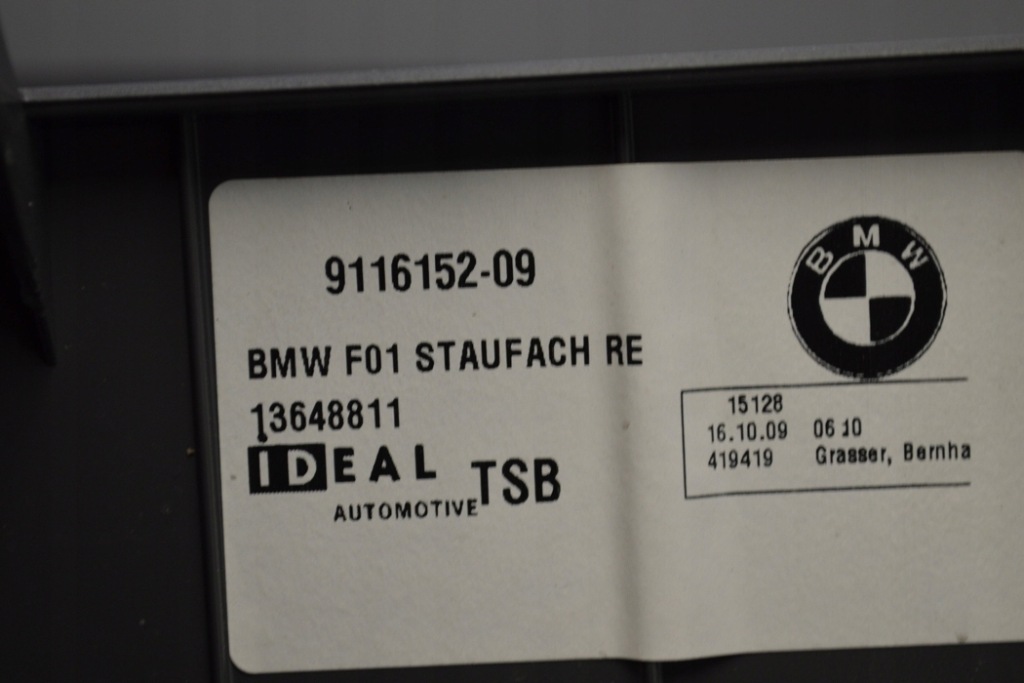 9116152-09
BMW F01 STAUFACH RE
13648811
IDEAL
AUTOMOTIVE TSB
BMW
15128
16.10.09 06 10
419419 Grasser, Bernha